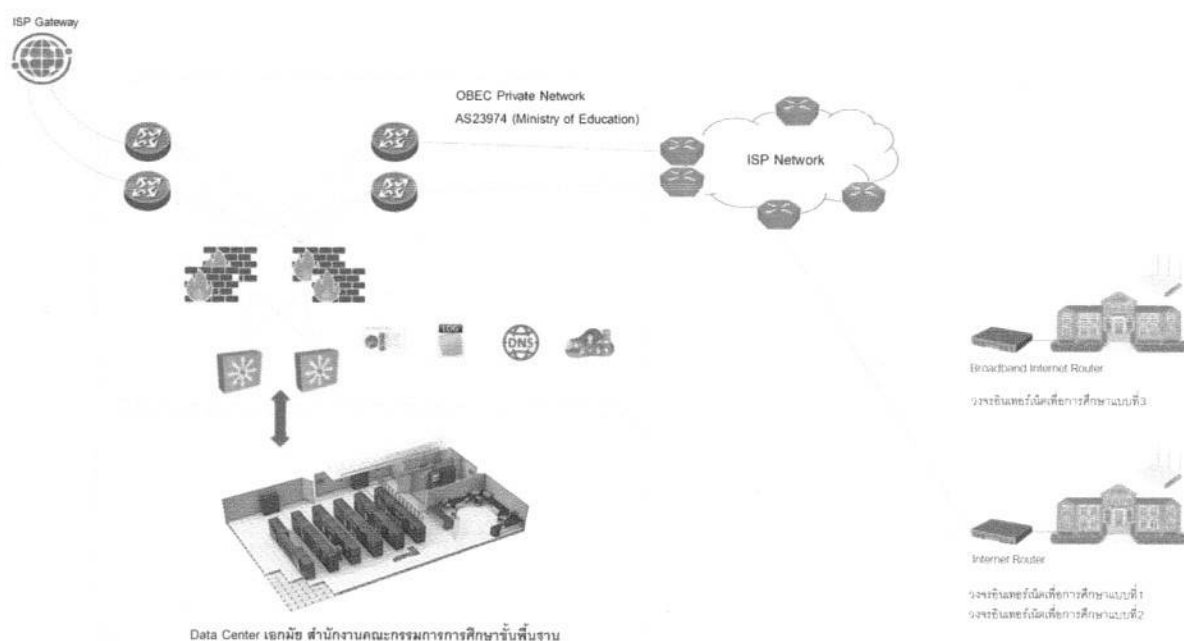 ISP Gateway
OBEC Private Network
AS23974 (Ministry of Education)
ISP Network
LOG
DNS
Broadband Internet Router
วงจรอินเทอร์เน็ตเพื่อการศึกษาแบบที่3
Internet Router
วงจรอินเทอร์เน็ตเพื่อการศึกษาแบบที่1
วงจรอินเทอร์เน็ตเพื่อการศึกษาแบบที่2
Data Center เอกมัย สำนักงานคณะกรรมการการศึกษาขั้นพื้นฐาน